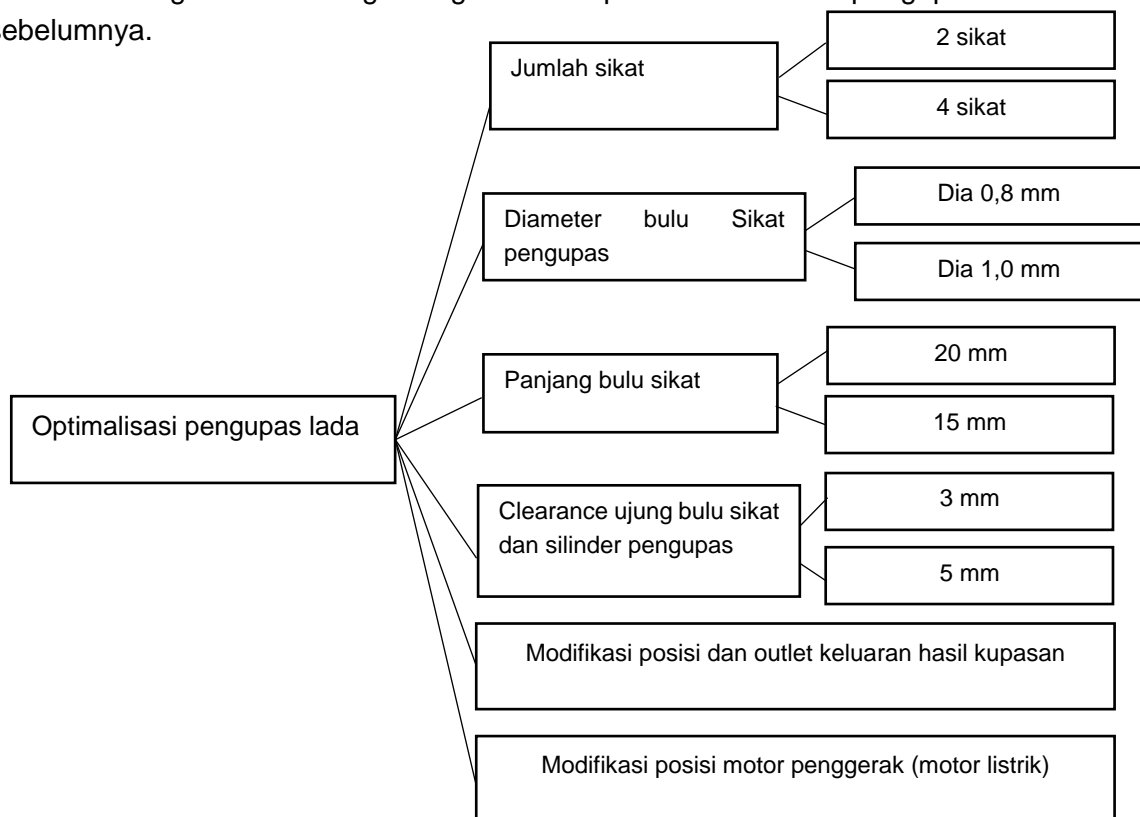 sebelumnya.
Jumlah sikat
2 sikat
4 sikat
Diameter bulu Sikat
pengupas
Dia 0,8 mm
Dia 1,0 mm
Panjang bulu sikat
20 mm
15 mm
Optimalisasi pengupas lada
Clearance ujung bulu sikat
dan silinder pengupas
3 mm
5 mm
Modifikasi posisi dan outlet keluaran hasil kupasan
Modifikasi posisi motor penggerak (motor listrik)